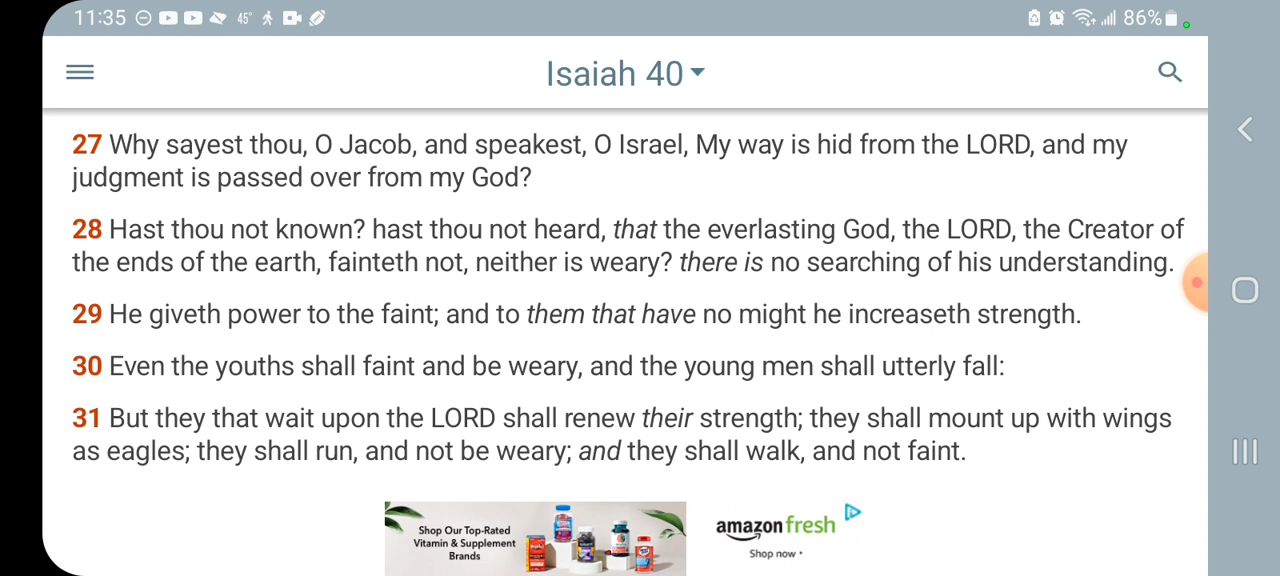 11:35 45° 86%
Isaiah 40
27 Why sayest thou, O Jacob, and speakest, O Israel, My way is hid from the LORD, and my
judgment is passed over from my God?
28 Hast thou not known? hast thou not heard, that the everlasting God, the LORD, the Creator of
the ends of the earth, fainteth not, neither is weary? there is no searching of his understanding.
29 He giveth power to the faint; and to them that have no might he increaseth strength.
30 Even the youths shall faint and be weary, and the young men shall utterly fall:
31 But they that wait upon the LORD shall renew their strength; they shall mount up with wings
as eagles; they shall run, and not be weary; and they shall walk, and not faint.
Shop Our Top-Rated
Vitamin & Supplement
Brands
amazon fresh
Shop now